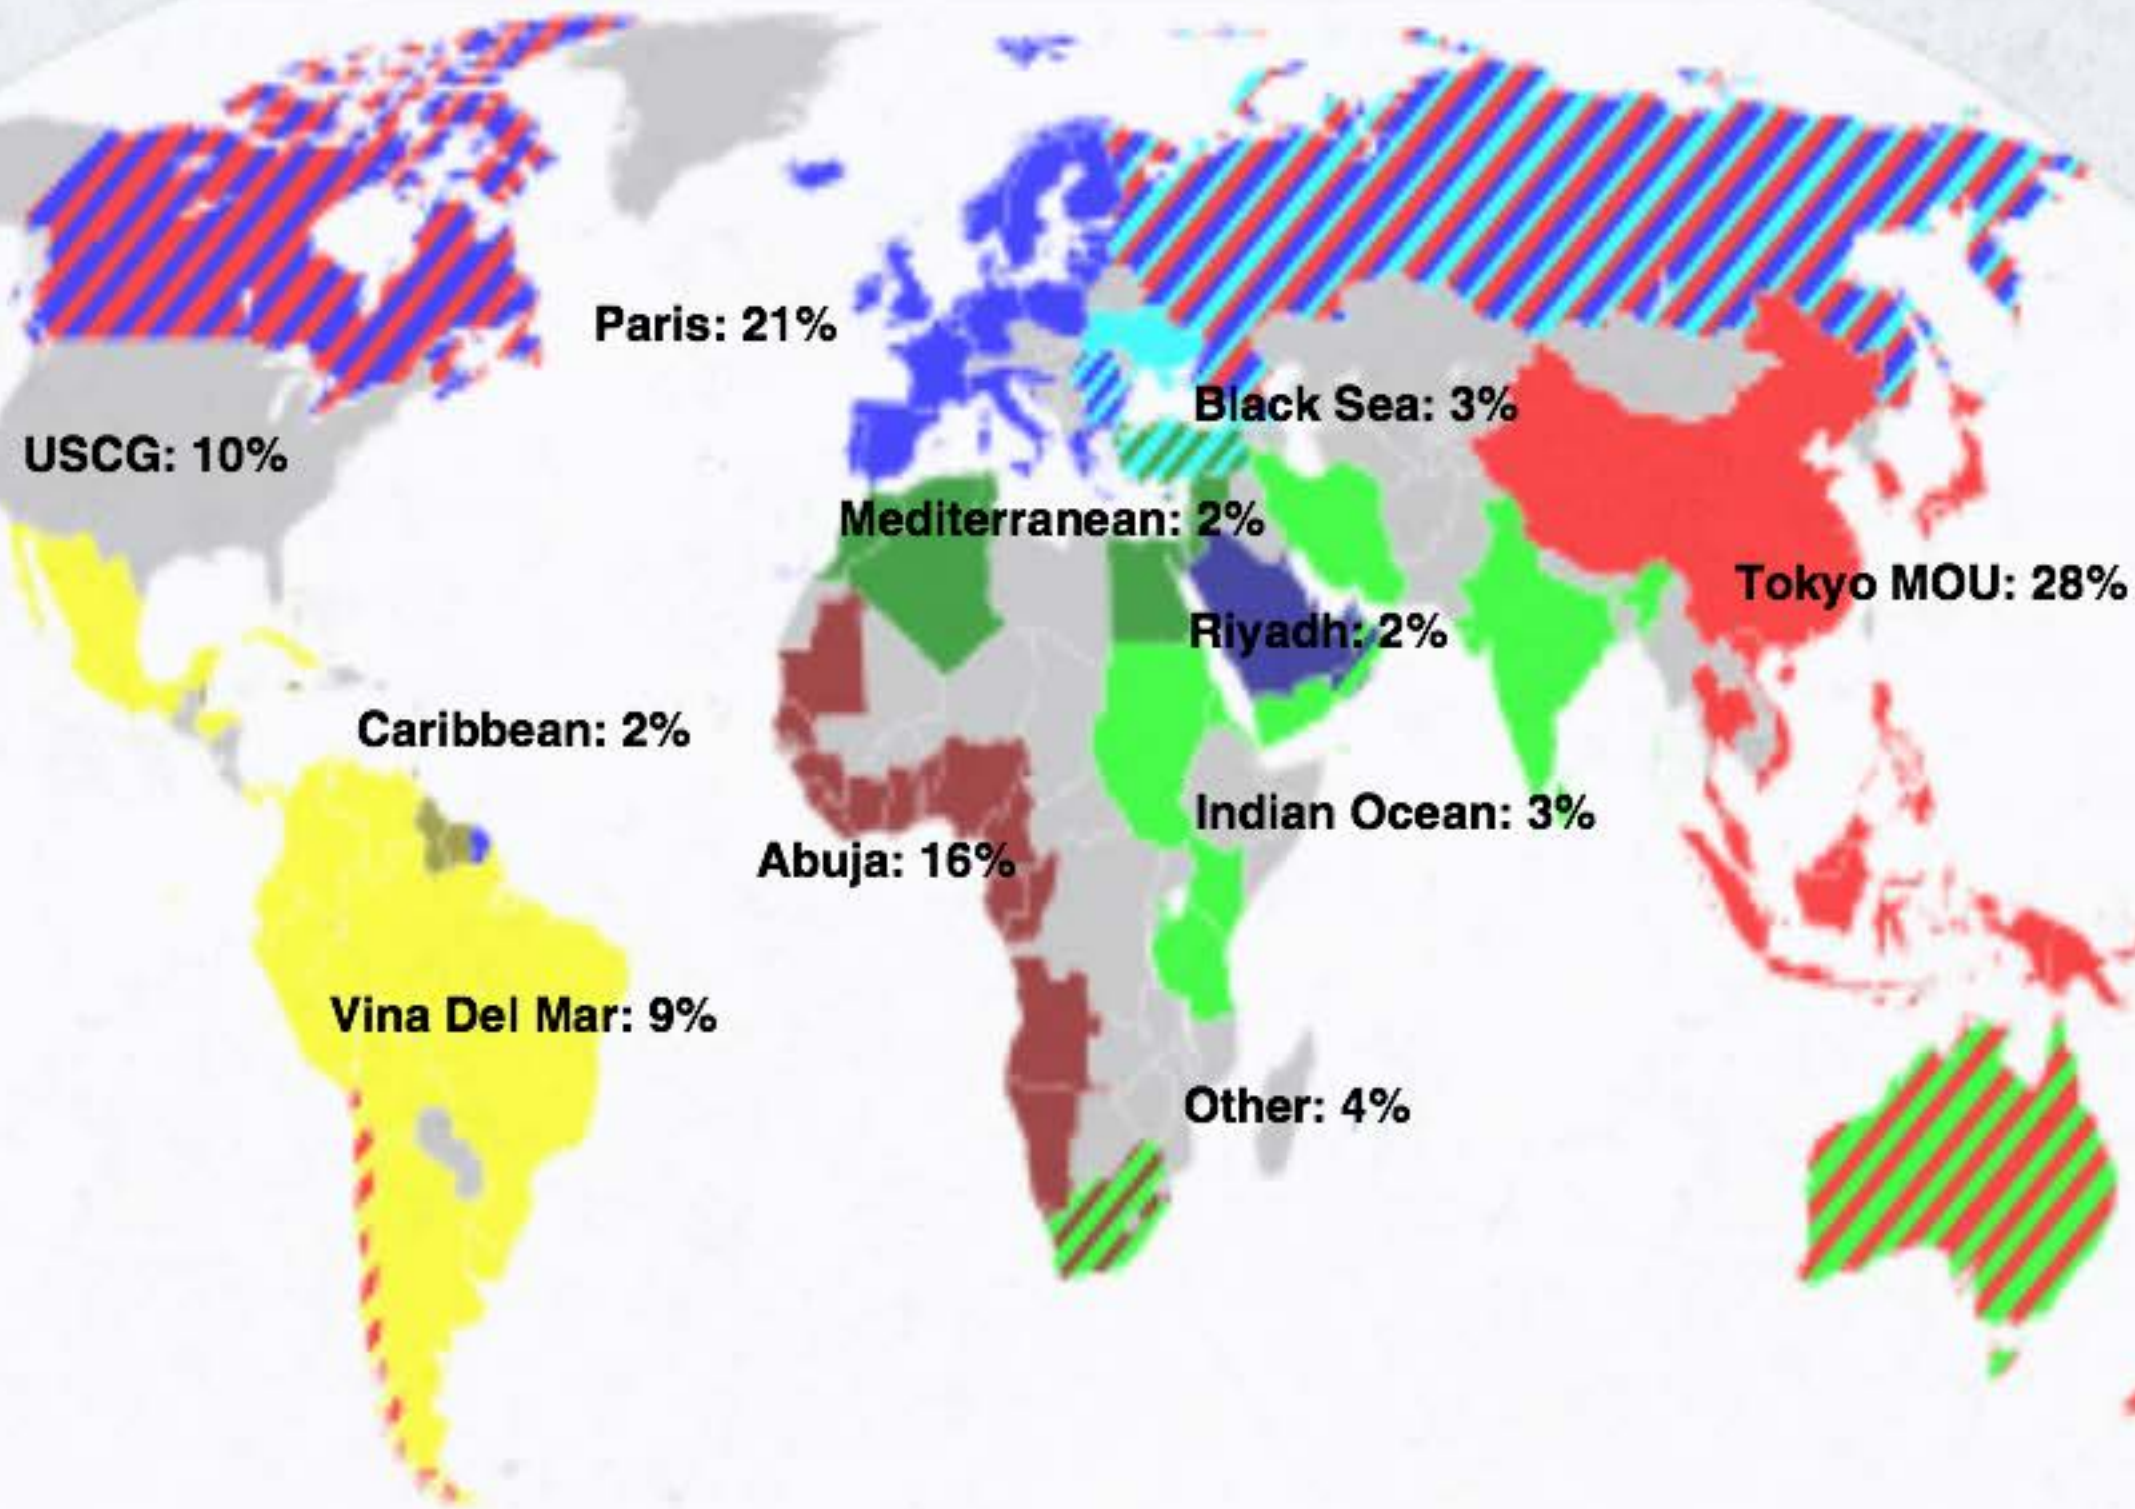 Paris: 21%
Black Sea: 3%
USCG: 10%
Mediterranean: 2%
Tokyo MOU: 28%
Riyadh: 2%
Caribbean: 2%
Indian Ocean: 3%
Abuja: 16%
Vina Del Mar: 9%
Other: 4%